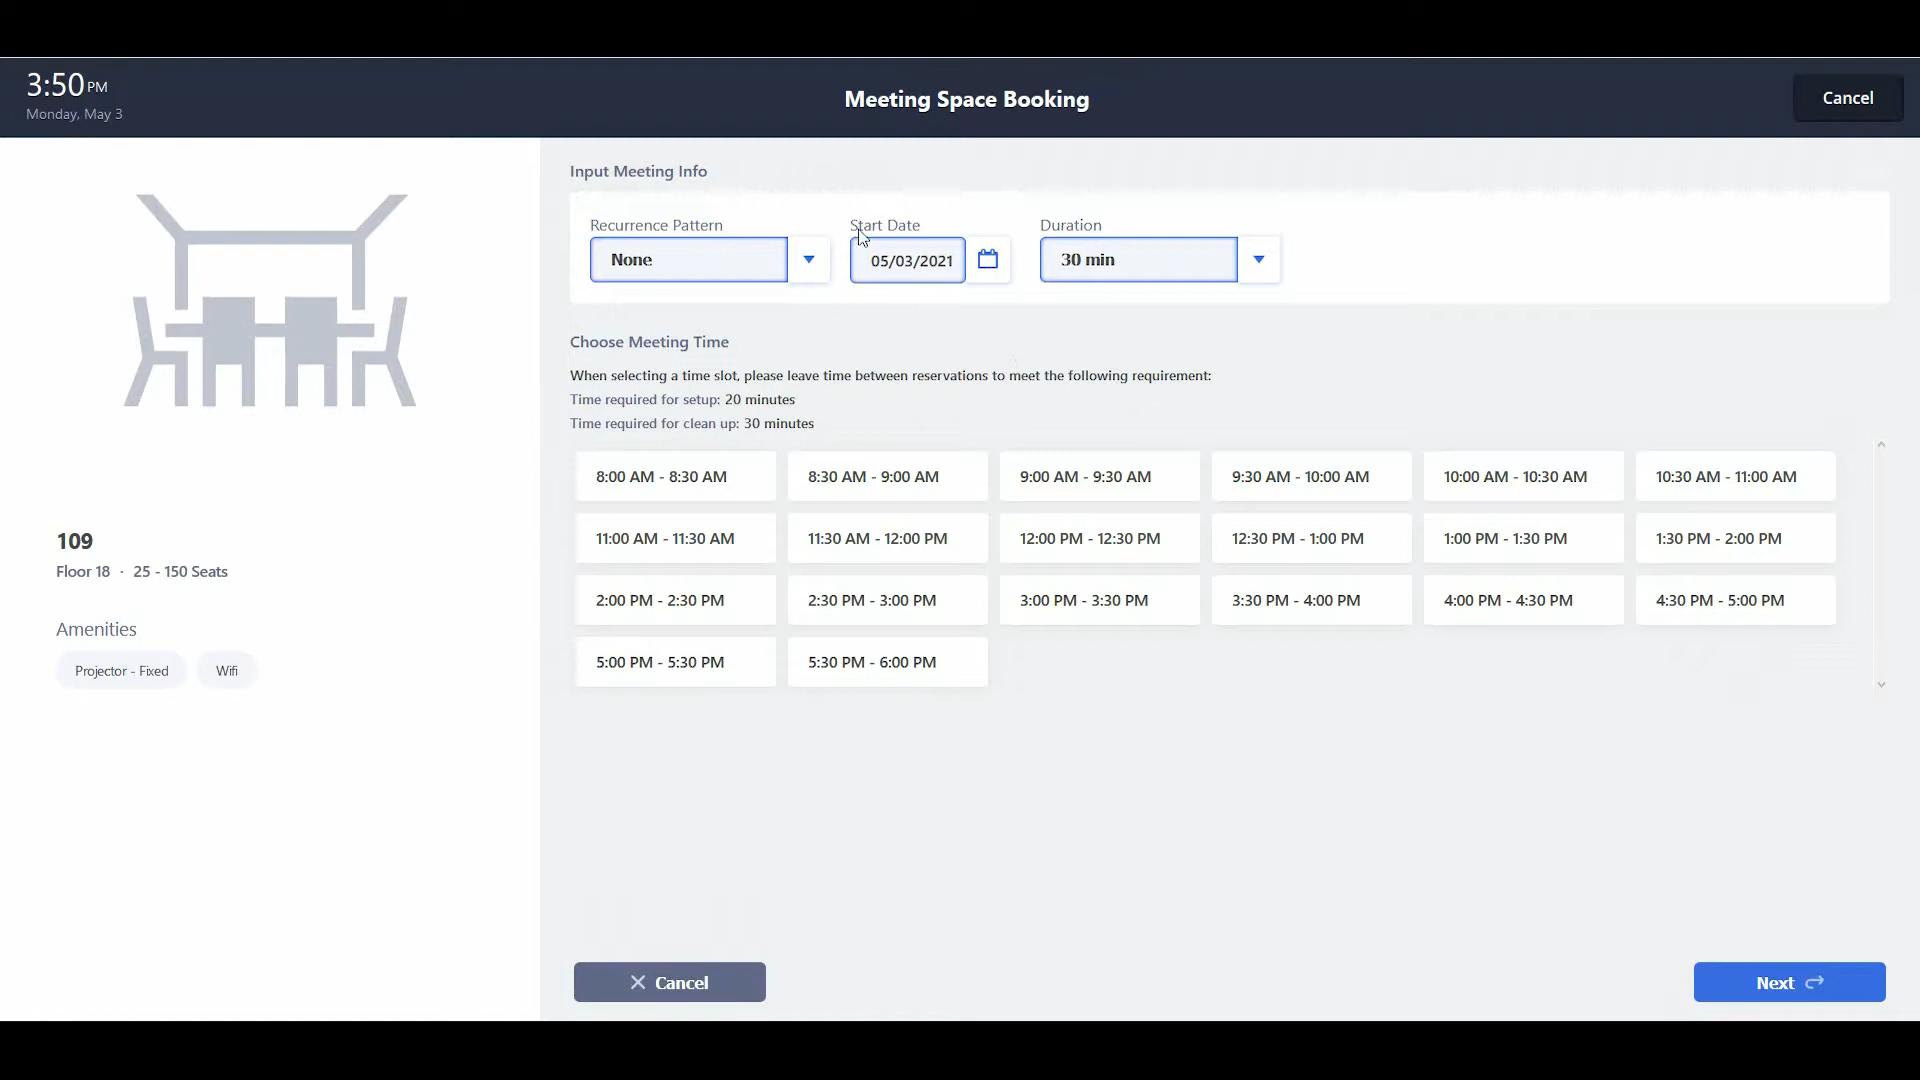 3:50 PM
Monday, May 3
Meeting Space Booking
Cancel
109
Floor 18 · 25 - 150 Seats
Amenities
Projector - Fixed Wifi
Input Meeting Info
Recurrence Pattern Start Date Duration
None 05/03/2021 30 min
Choose Meeting Time
When selecting a time slot, please leave time between reservations to meet the following requirement:
Time required for setup: 20 minutes
Time required for clean up: 30 minutes
8:00 AM - 8:30 AM 8:30 AM - 9:00 AM 9:00 AM - 9:30 AM 9:30 AM - 10:00 AM 10:00 AM - 10:30 AM 10:30 AM - 11:00 AM
11:00 AM - 11:30 AM 11:30 AM - 12:00 PM 12:00 PM - 12:30 PM 12:30 PM - 1:00 PM 1:00 PM - 1:30 PM 1:30 PM - 2:00 PM
2:00 PM - 2:30 PM 2:30 PM - 3:00 PM 3:00 PM - 3:30 PM 3:30 PM - 4:00 PM 4:00 PM - 4:30 PM 4:30 PM - 5:00 PM
5:00 PM - 5:30 PM 5:30 PM - 6:00 PM
Cancel Next